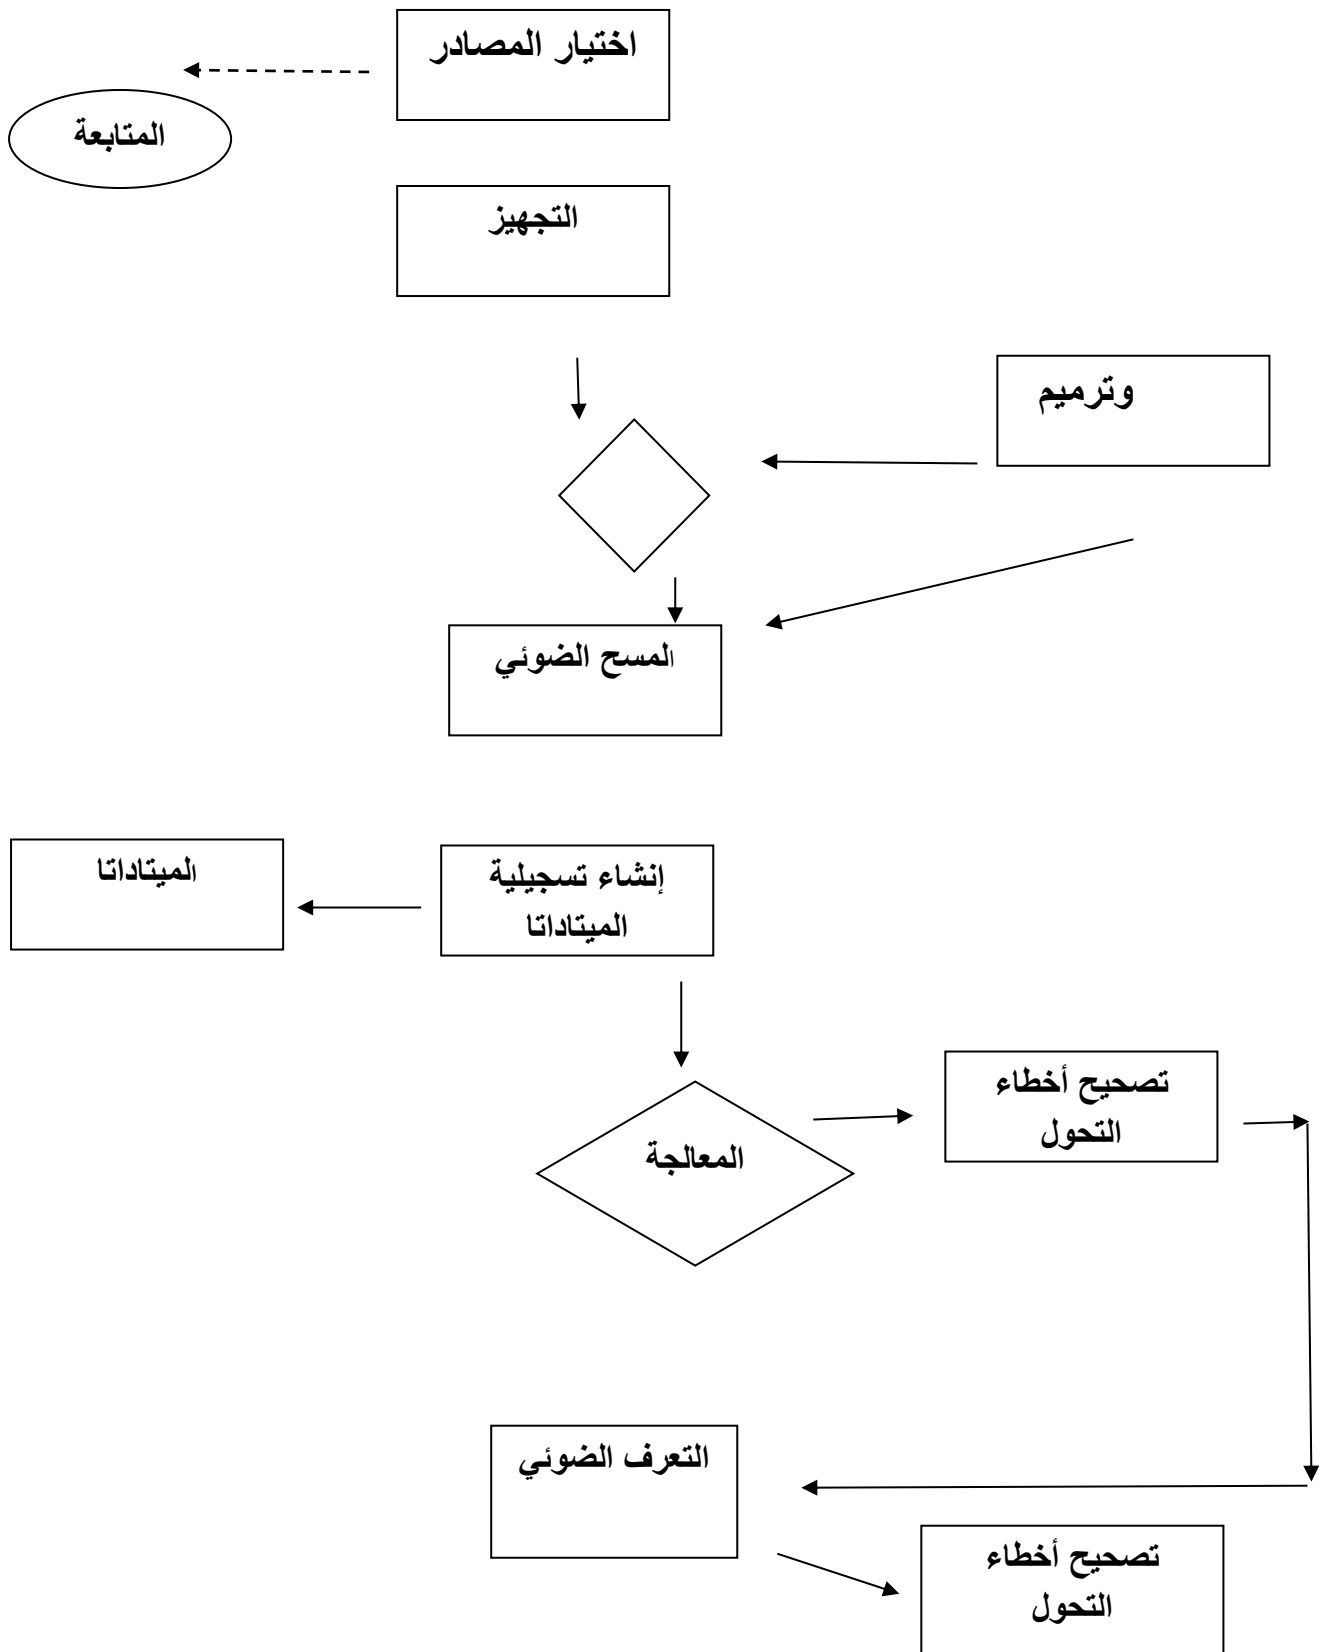 اختيار المصادر
المتابعة
التجهيز
وترميم
المسح الضوئي
إنشاء تسجيلية
الميتاداتا
الميتاداتا
تصحيح أخطاء
التحول
المعالجة
التعرف الضوئي
تصحيح أخطاء
التحول